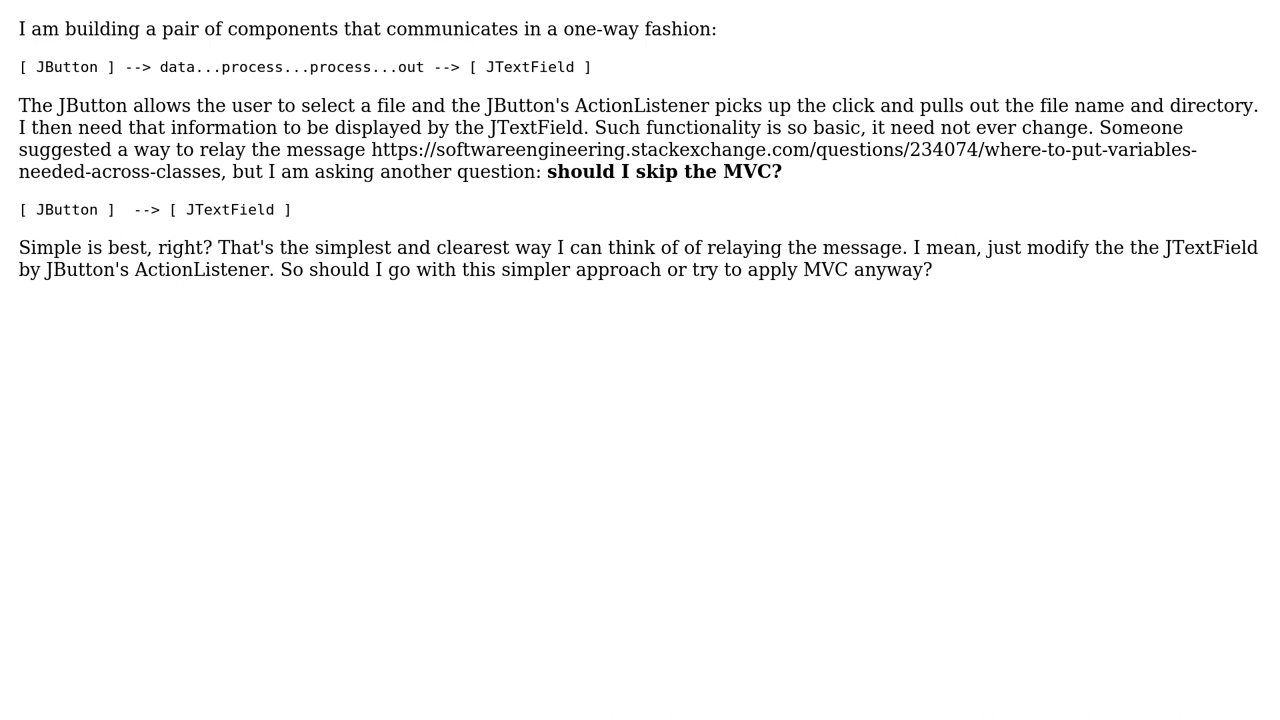 I am building a pair of components that communicates in a one-way fashion:
[ JButton ] --> data...process...process...out --> [ JTextField ]
The JButton allows the user to select a file and the JButton's ActionListener picks up the click and pulls out the file name and directory.
I then need that information to be displayed by the JTextField. Such functionality is so basic, it need not ever change. Someone
suggested a way to relay the message https://softwareengineering.stackexchange.com/questions/234074/where-to-put-variables-
needed-across-classes, but I am asking another question: should I skip the MVC?
[ JButton ]  --> [ JTextField ]
Simple is best, right? That's the simplest and clearest way I can think of of relaying the message. I mean, just modify the the JTextField
by JButton's ActionListener. So should I go with this simpler approach or try to apply MVC anyway?